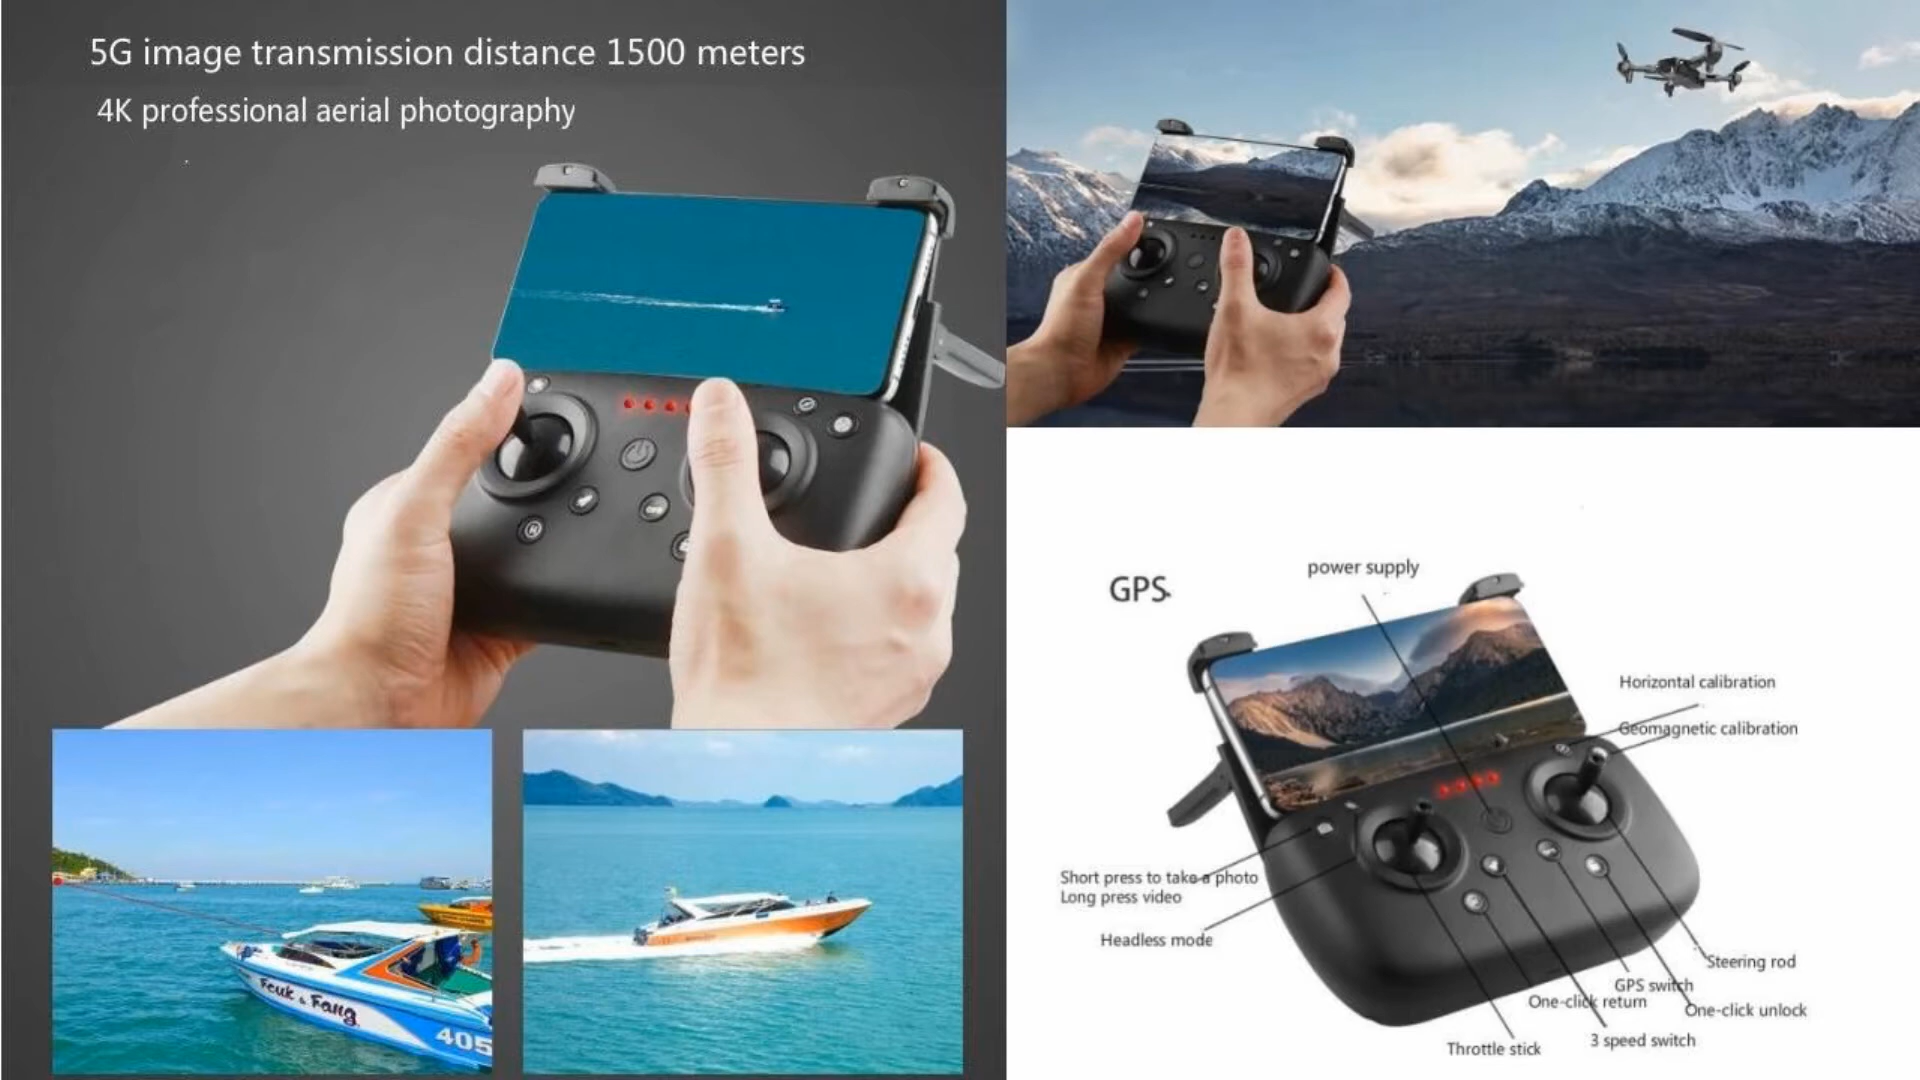 5G image transmission distance 1500 meters
4K professional aerial photography
Feuk & Fang
405
GPS
power supply
Horizontal calibration
Geomagnetic calibration
Short press to take a photo
Long press video
Headless mode
Steering rod
GPS switch
One-click return
One-click unlock
3 speed switch
Throttle stick